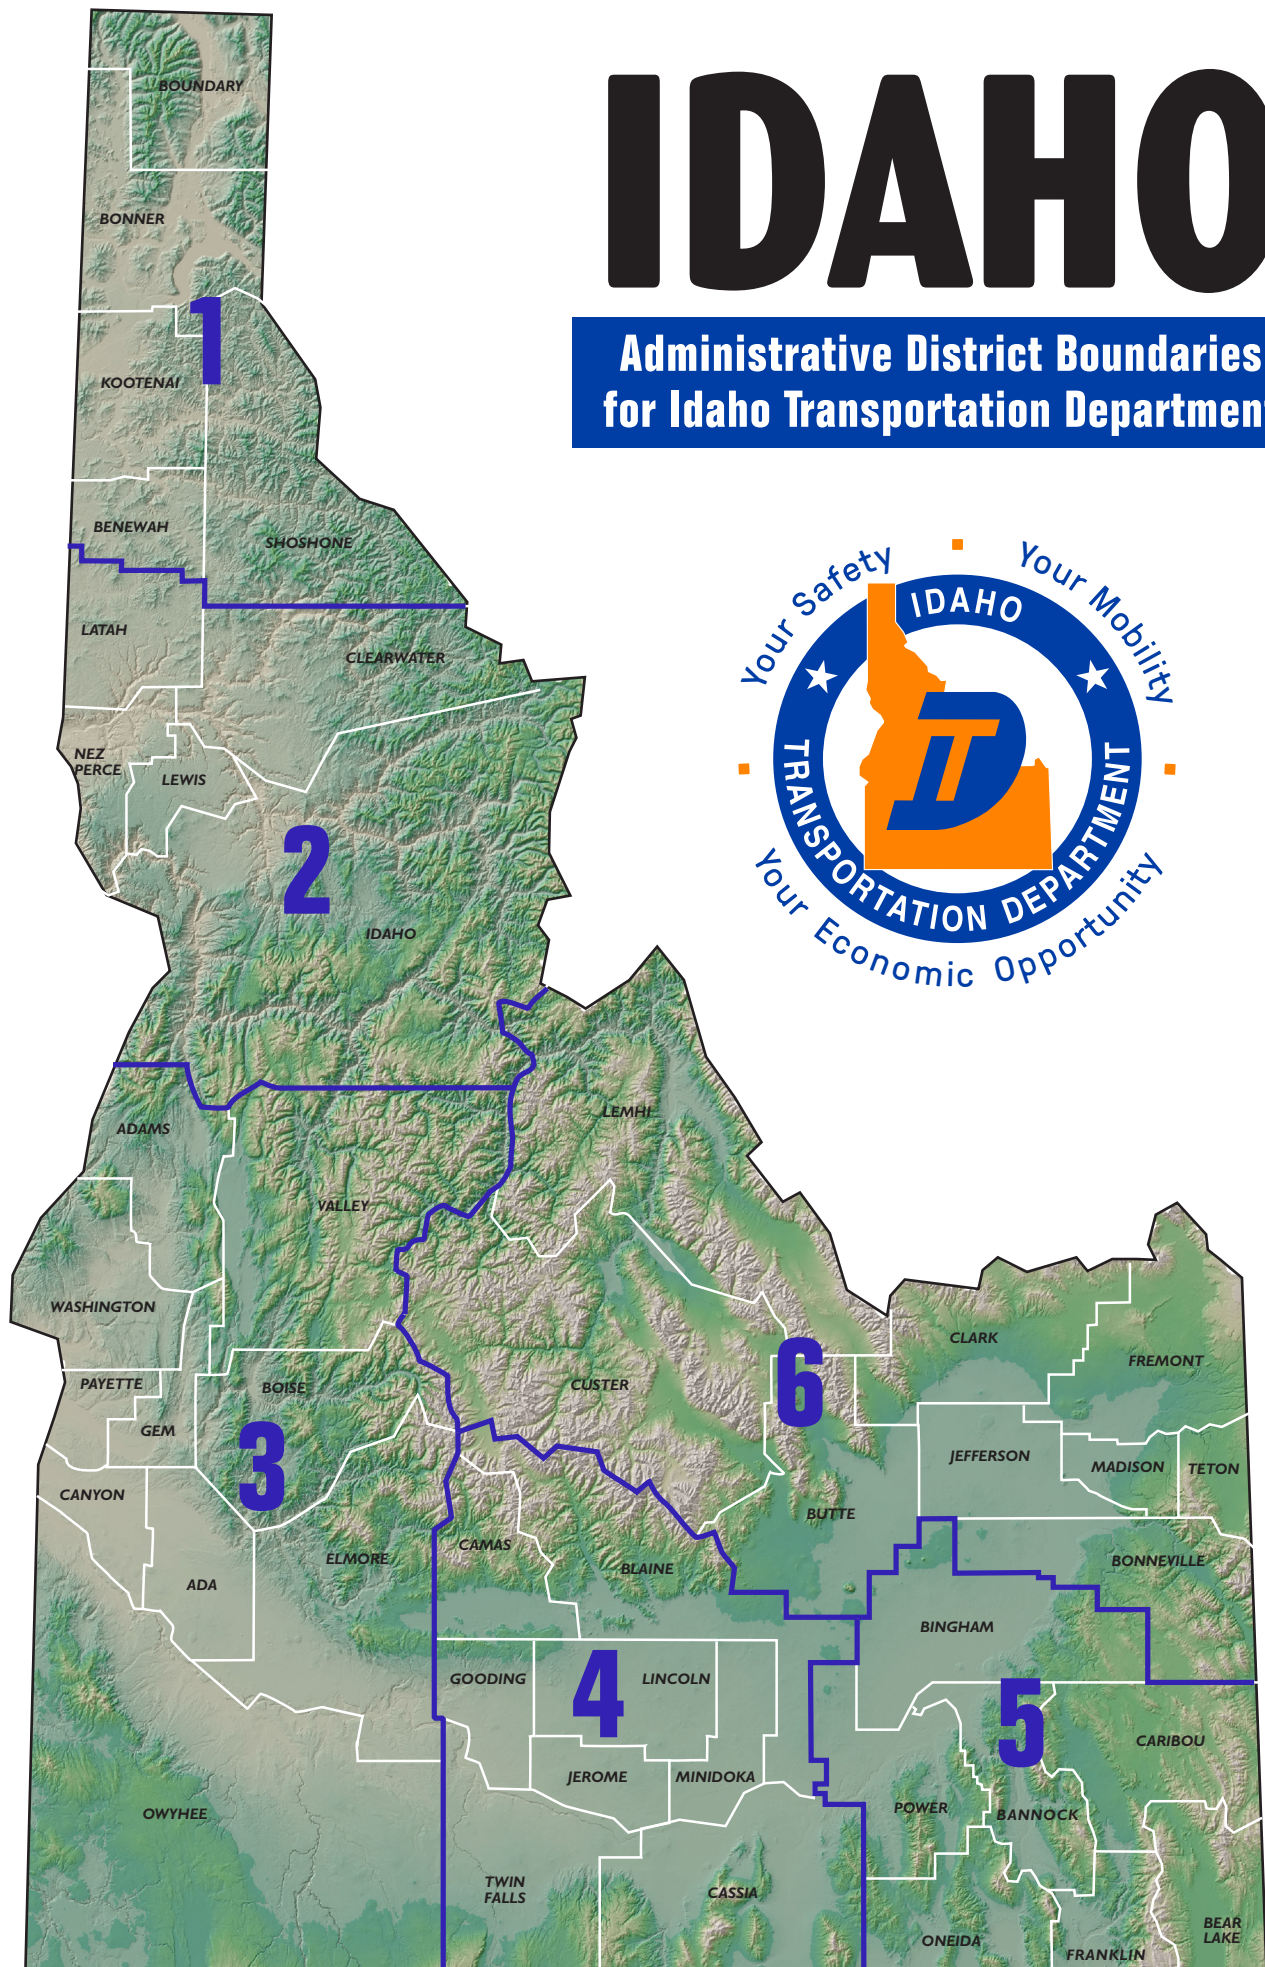 IDAHO
Administrative District Boundaries
for Idaho Transportation Department
Your Safety
Your Mobility
IDAHO
TRANSPORTATION DEPARTMENT
IT
Your Economic Opportunity
BOUNDARY
BONNER
1
KOOTENAI
BENEWAH
SHOSHONE
LATAH
CLEARWATER
NEZ
PERCE
LEWIS
2
IDAHO
LEMHI
ADAMS
VALLEY
WASHINGTON
CLARK
FREMONT
6
PAYETTE
BOISE
CUSTER
GEM
3
JEFFERSON
MADISON
TETON
CANYON
BUTTE
ELMORE
CAMAS
BLAINE
BONNEVILLE
ADA
BINGHAM
GOODING
4
LINCOLN
5
CARIBOU
JEROME
MINIDOKA
OWYHEE
POWER
BANNOCK
TWIN
FALLS
CASSIA
BEAR
LAKE
ONEIDA
FRANKLIN